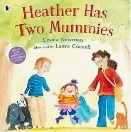 Heather Has
Two Mummies
Lesléa Newman
illustrated by Laura Cornell